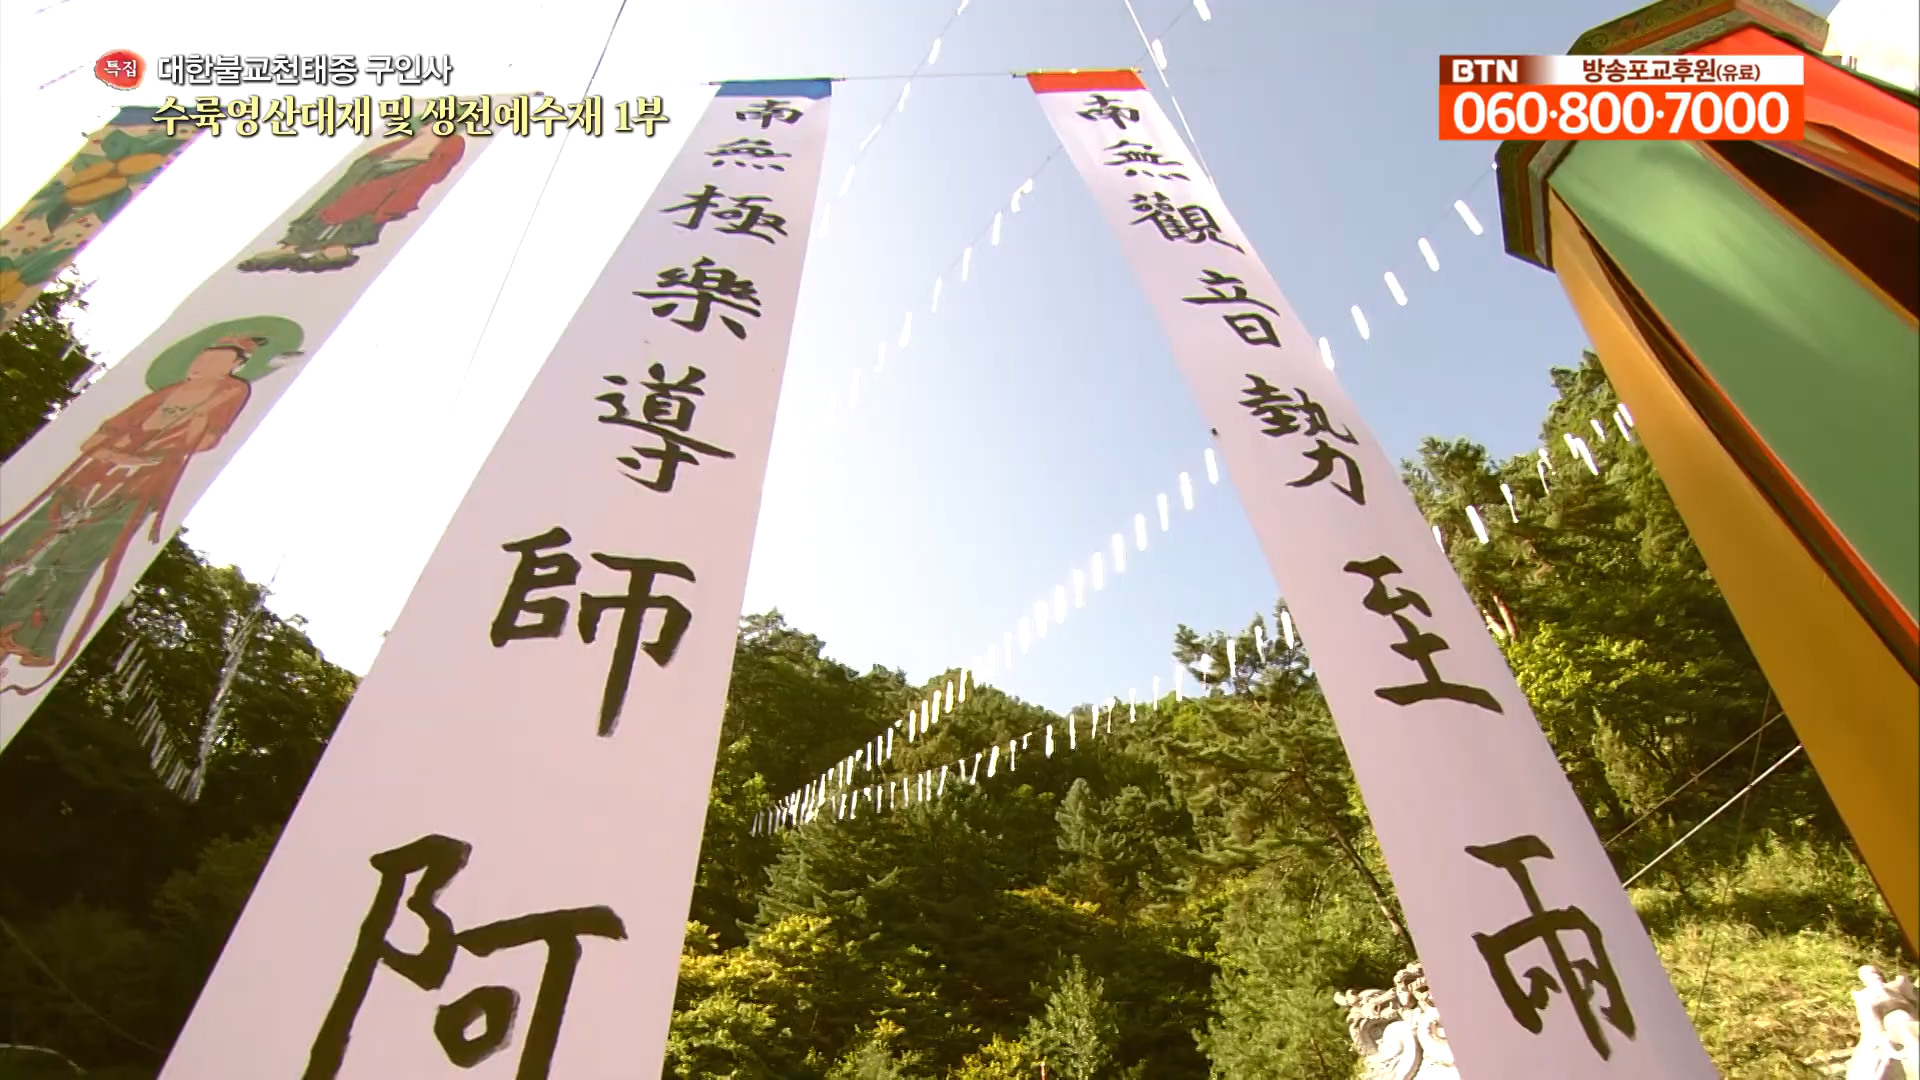 특집 대한불교천태종 구인사
수륙영산대재 및 생전예수재 1부
BTN 방송포교후원(유료)
060·800·7000
南無極樂導師阿
南無觀音勢至兩